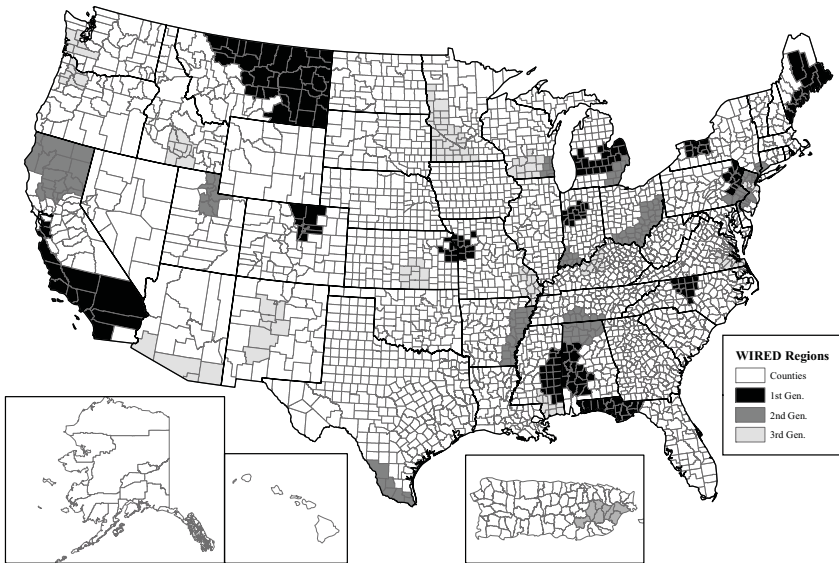 WIRED Regions
Counties
1st Gen.
2nd Gen.
3rd Gen.